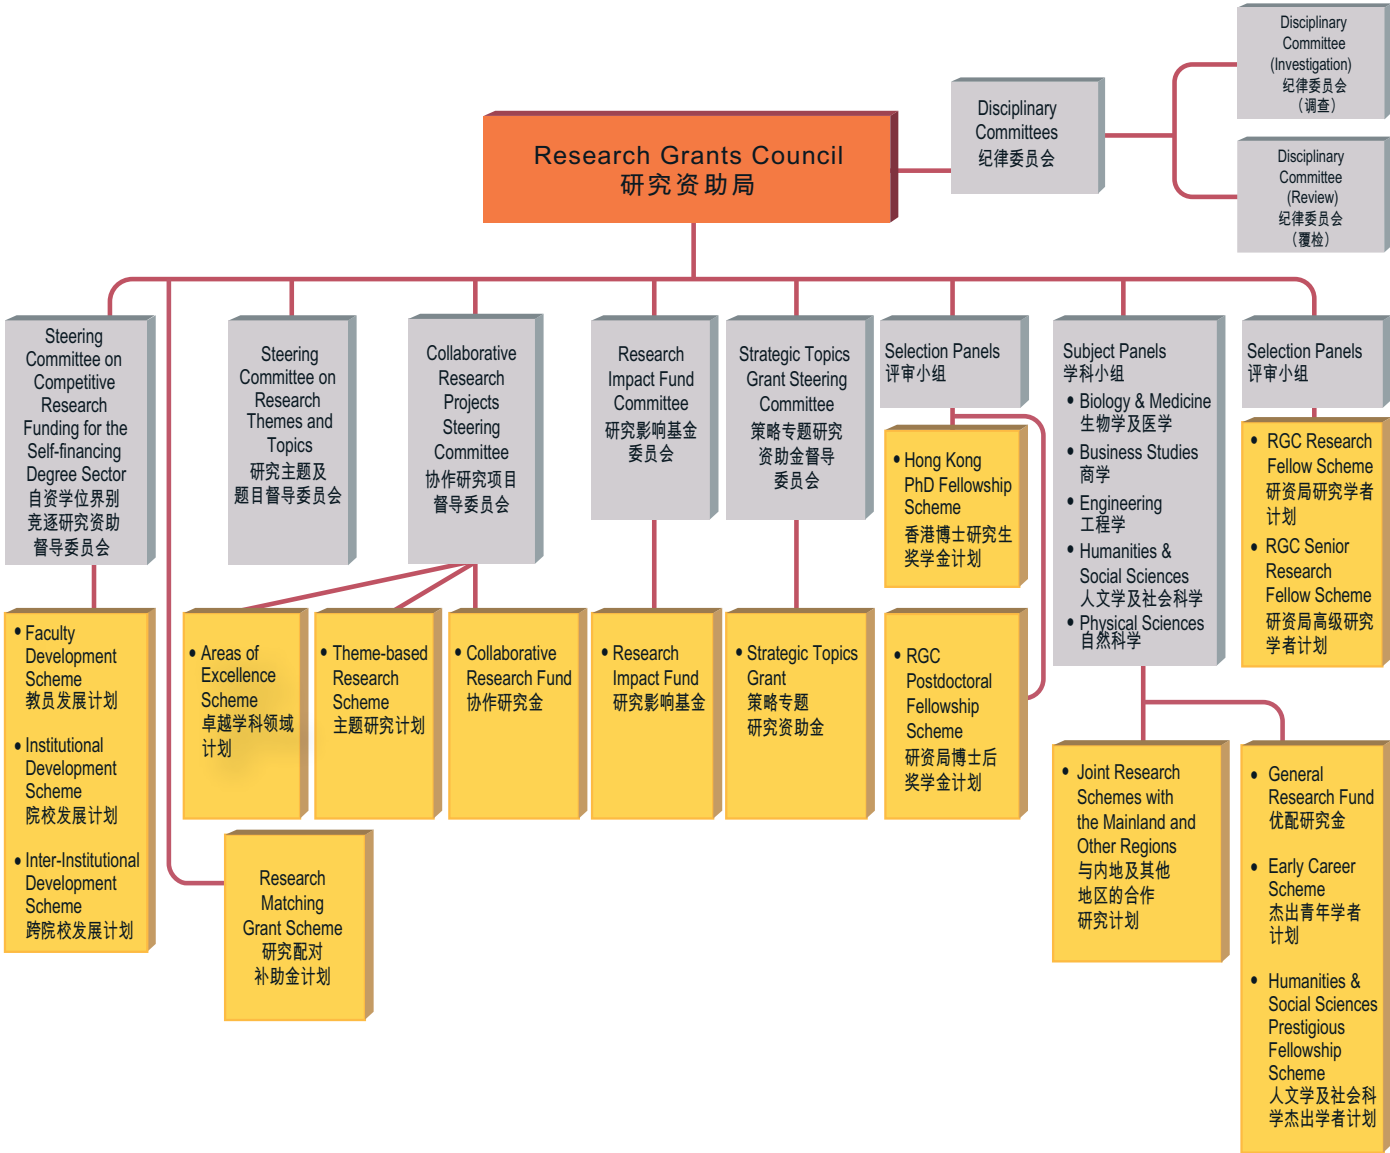 Research Grants Council
研究资助局
Disciplinary
Committees
纪律委员会
Disciplinary
Committee
(Investigation)
纪律委员会
（调查）
Disciplinary
Committee
(Review)
纪律委员会
（覆检）
Steering
Committee on
Competitive
Research
Funding for the
Self-financing
Degree Sector
自资学位界别
竞逐研究资助
督导委员会
Steering
Committee on
Research
Themes and
Topics
研究主题及
题目督导委员会
Collaborative
Research
Projects
Steering
Committee
协作研究项目
督导委员会
Research
Impact Fund
Committee
研究影响基金
委员会
Strategic Topics
Grant Steering
Committee
策略专题研究
资助金督导
委员会
Selection Panels
评审小组
Subject Panels
学科小组
• Biology & Medicine
生物学及医学
• Business Studies
商学
• Engineering
工程学
• Humanities &
Social Sciences
人文学及社会科学
• Physical Sciences
自然科学
Selection Panels
评审小组
• Hong Kong
PhD Fellowship
Scheme
香港博士研究生
奖学金计划
• RGC Research
Fellow Scheme
研资局研究学者
计划
• RGC Senior
Research
Fellow Scheme
研资局高级研究
学者计划
• Faculty
Development
Scheme
教员发展计划
• Institutional
Development
Scheme
院校发展计划
• Inter-Institutional
Development
Scheme
跨院校发展计划
• Areas of
Excellence
Scheme
卓越学科领域
计划
• Theme-based
Research
Scheme
主题研究计划
• Collaborative
Research Fund
协作研究金
• Research
Impact Fund
研究影响基金
• Strategic Topics
Grant
策略专题
研究资助金
• RGC
Postdoctoral
Fellowship
Scheme
研资局博士后
奖学金计划
• Joint Research
Schemes with
the Mainland and
Other Regions
与内地及其他
地区的合作
研究计划
• General
Research Fund
优配研究金
• Early Career
Scheme
杰出青年学者
计划
• Humanities &
Social Sciences
Prestigious
Fellowship
Scheme
人文学及社会科
学杰出学者计划
Research
Matching
Grant Scheme
研究配对
补助金计划